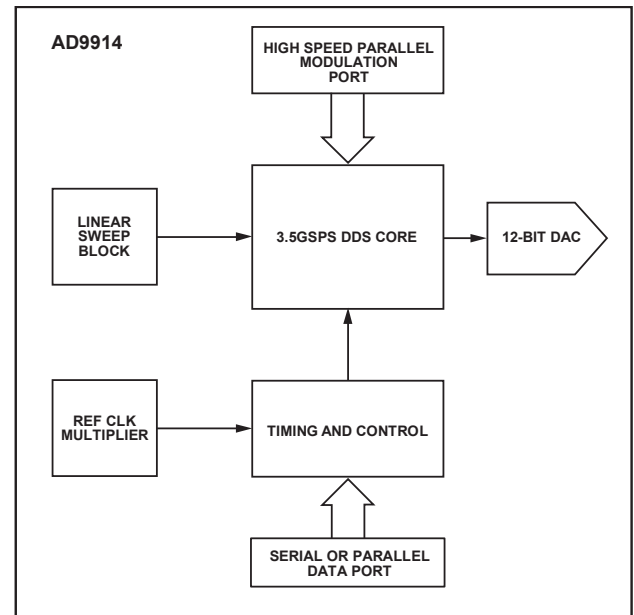 AD9914
HIGH SPEED PARALLEL
MODULATION
PORT
LINEAR
SWEEP
BLOCK
3.5GSPS DDS CORE
12-BIT DAC
REF CLK
MULTIPLIER
TIMING AND CONTROL
SERIAL OR PARALLEL
DATA PORT